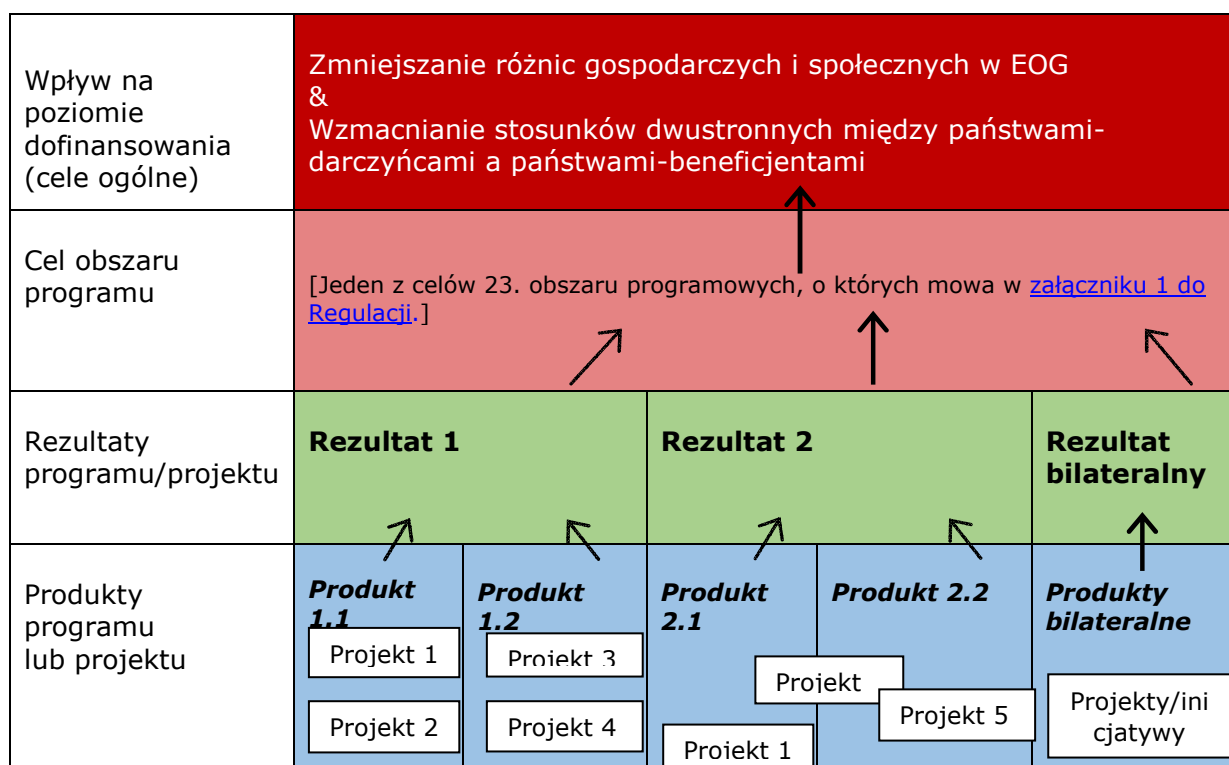 Wpływ na
poziomie
dofinansowania
(cele ogólne)
Zmniejszanie różnic gospodarczych i społecznych w EOG
&
Wzmacnianie stosunków dwustronnych między państwami-
darczyńcami a państwami-beneficjentami
Cel obszaru
programu
[Jeden z celów 23. obszaru programowych, o których mowa w załączniku 1 do
Regulacji.]
Rezultaty
programu/projektu
Rezultat 1
Rezultat 2
Rezultat
bilateralny
Produkty
programu
lub projektu
Produkt
1.1
Projekt 1
Projekt 2
Produkt
1.2
Projekt 3
Projekt 4
Produkt
2.1
Projekt
Projekt 1
Produkt 2.2
Projekt 5
Produkty
bilateralne
Projekty/ini
cjatywy